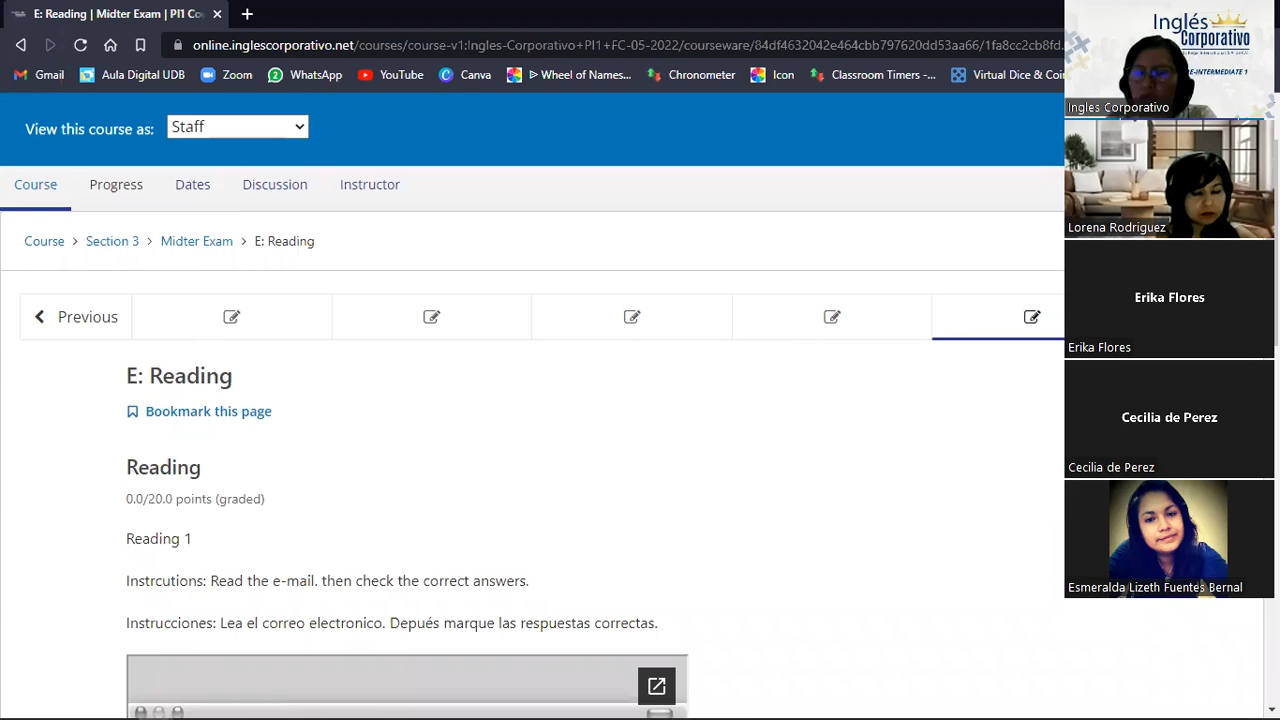 E: Reading | Midter Exam | PI1 Co
online.inglescorporativo.net/courses/course-v1:Ingles-Corporativo+PI1+FC-05-2022/courseware/
Gmail
Aula Digital UDB
Zoom
WhatsApp
YouTube
Wheel of Names...
Chronometer
Icon
Classroom Timers...
Virtual Dice & Coi
View this course as:
Staff
Course
Progress
Dates
Discussion
Instructor
Course > Section 3 > Midter Exam > E: Reading
Previous
E: Reading
Bookmark this page
Reading
0.0/20.0 points (graded)
Reading 1
Instrcutions: Read the e-mail. then check the correct answers.
Instrucciones: Lea el correo electronico. Depués marque las respuestas correctas.
Inglés
Corporativo
RE-INTERMEDIATE 1
Ingles Corporativo
Lorena Rodriguez
Erika Flores
Erika Flores
Cecilia de Perez
Cecilia de Perez
Esmeralda Lizeth Fuentes Bernal